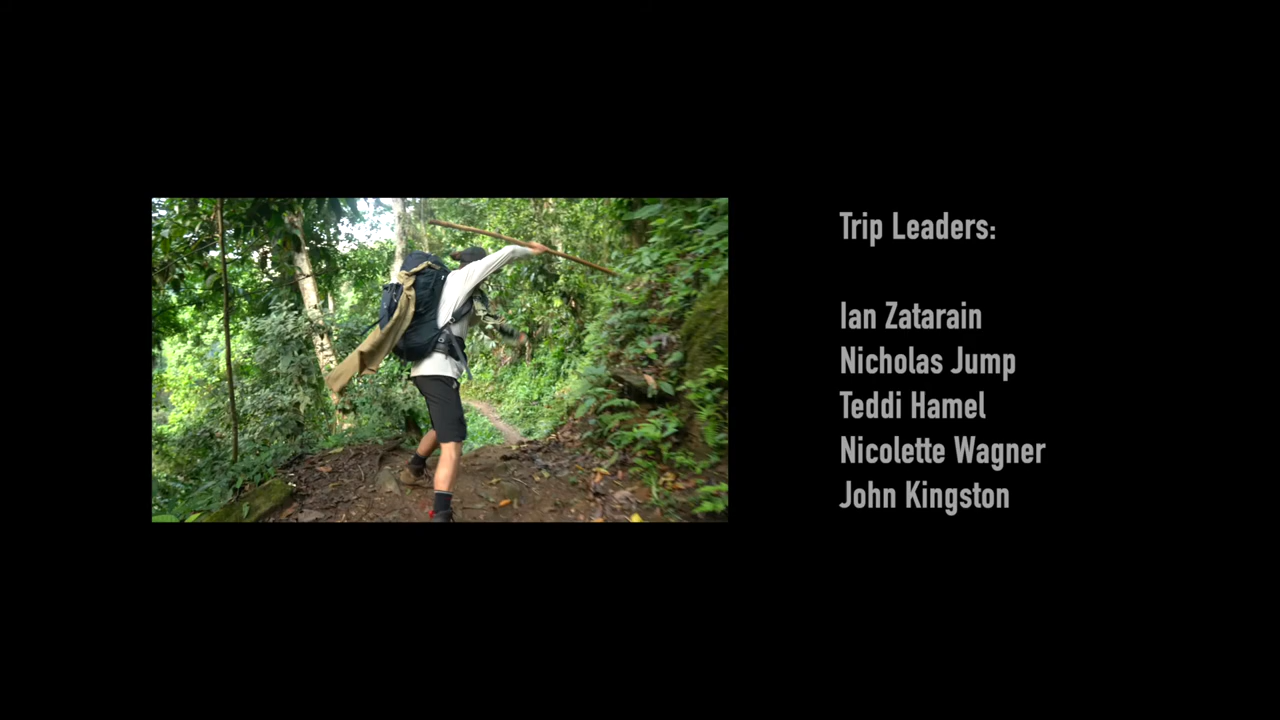 Trip Leaders:
Ian Zatarain
Nicholas Jump
Teddi Hamel
Nicolette Wagner
John Kingston